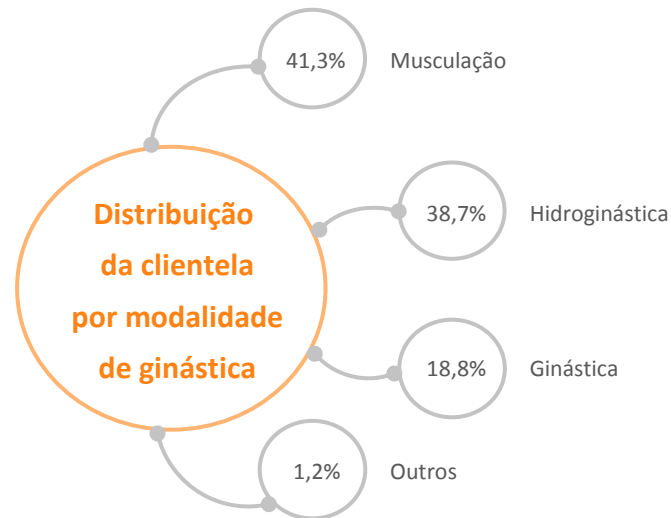 41,3% Musculação
Distribuição
da clientela
por modalidade
de ginástica
38,7% Hidroginástica
18,8% Ginástica
1,2% Outros